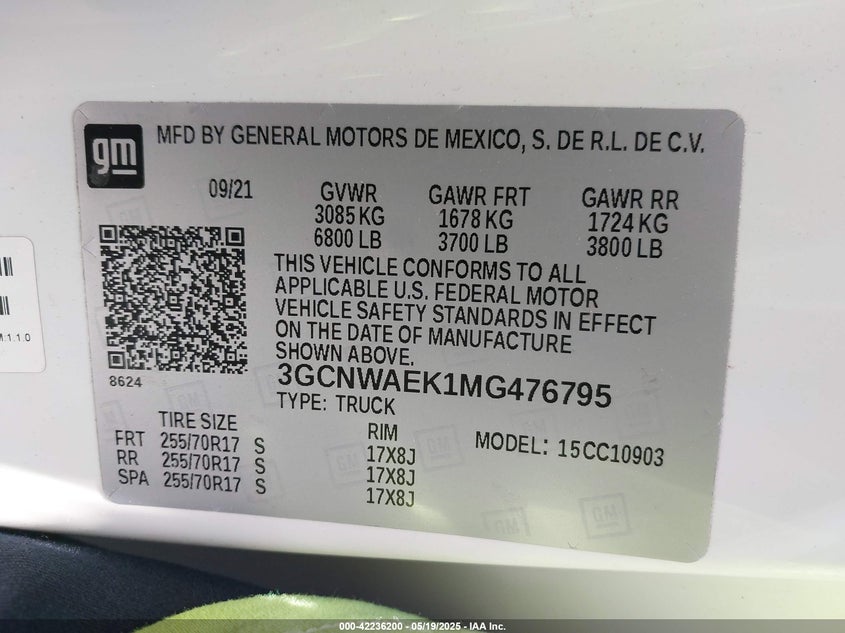 gm
MFD BY GENERAL MOTORS DE MEXICO, S. DE R.L. DE C.V.
09/21
GVWR GAWR FRT GAWR RR
3085 KG 1678 KG 1724 KG
6800 LB 3700 LB 3800 LB
THIS VEHICLE CONFORMS TO ALL
APPLICABLE U.S. FEDERAL MOTOR
VEHICLE SAFETY STANDARDS IN EFFECT
ON THE DATE OF MANUFACTURE
SHOWN ABOVE.
8624
3GCNWAEK1MG476795
TYPE: TRUCK
TIRE SIZE RIM MODEL: 15CC10903
FRT 255/70R17 S 17X8J
RR 255/70R17 S 17X8J
SPA 255/70R17 S 17X8J
GM GM GM GM
000-42236200 — 05/19/2025 — IAA Inc.